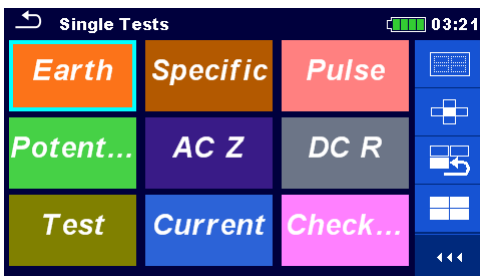 Single Tests 03:21
Earth Specific Pulse
Potent... AC Z DC R
Test Current Check...